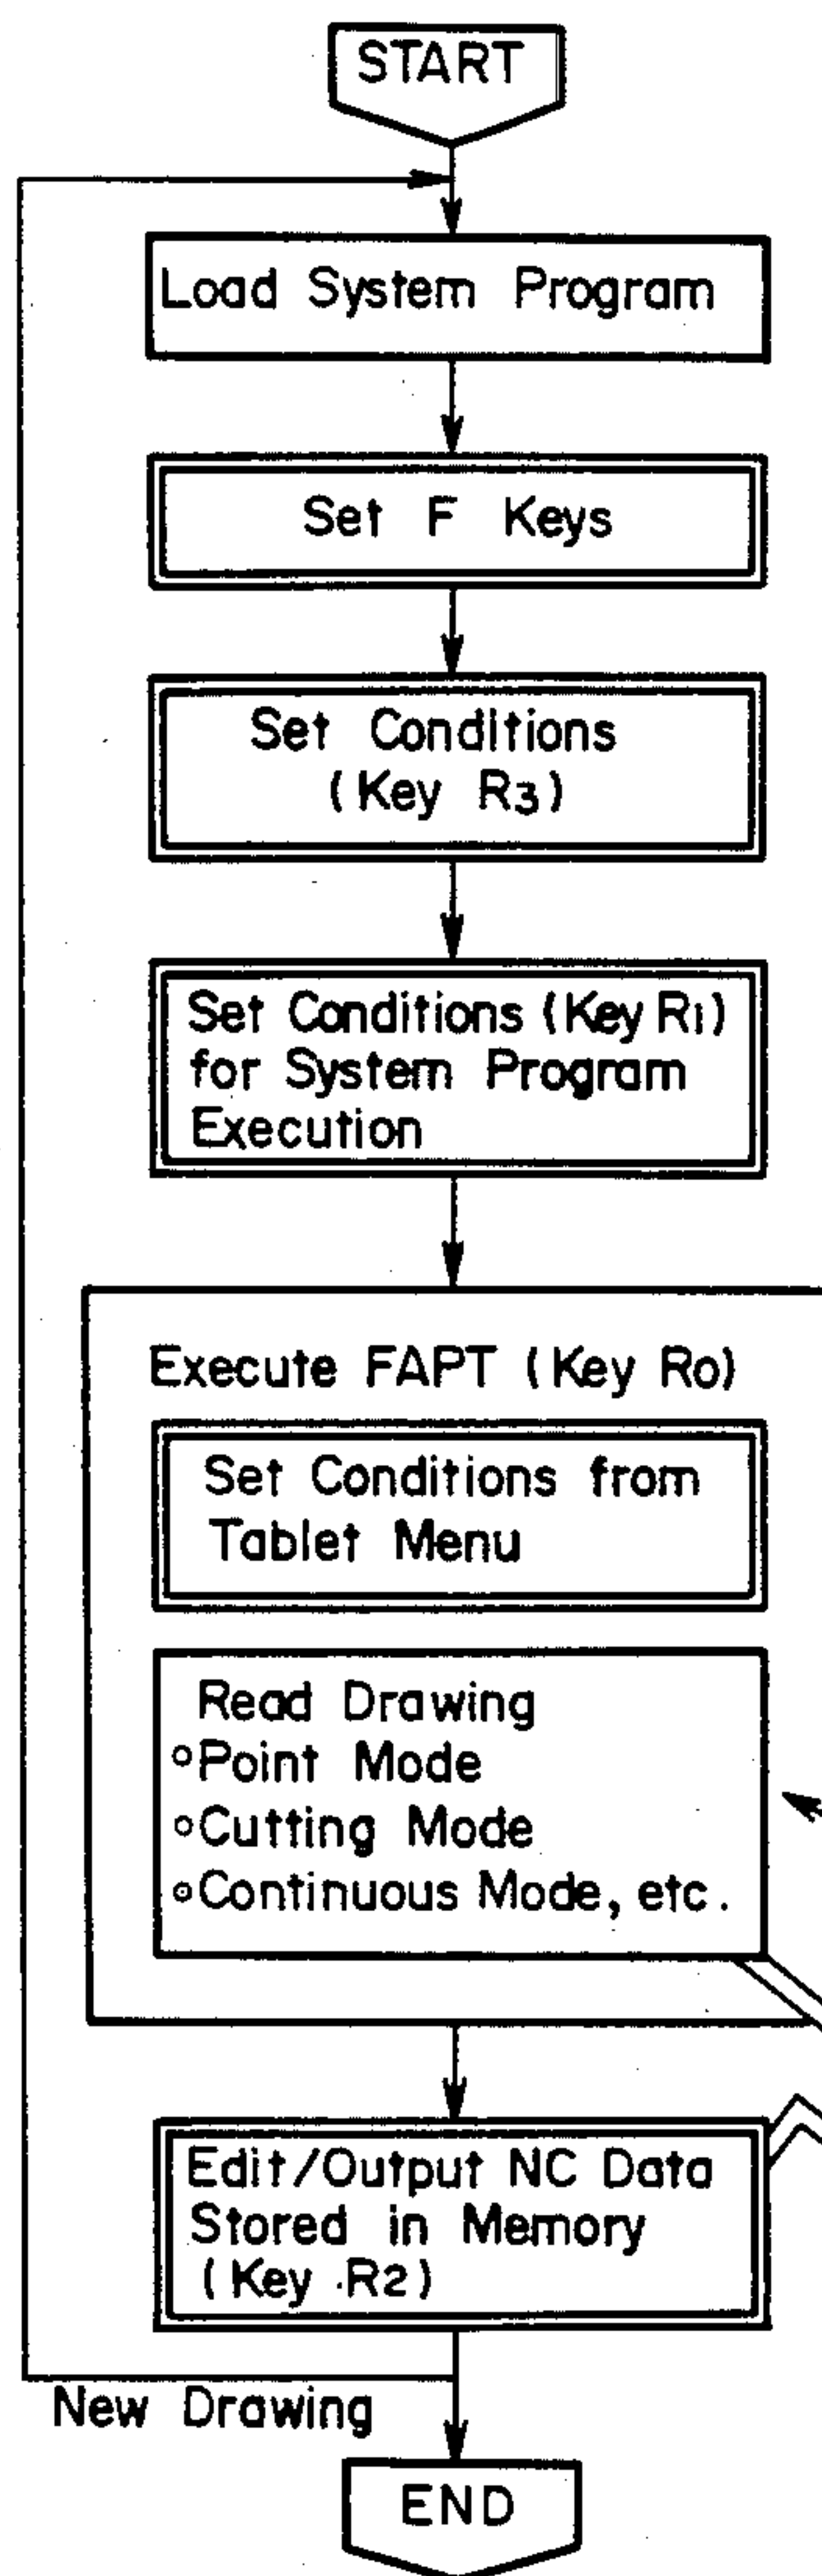 START
Load System Program
Set F Keys
Set Conditions
(Key R3)
Set Conditions (Key R1)
for System Program
Execution
Execute FAPT (Key R0)
Set Conditions from
Tablet Menu
Read Drawing
○Point Mode
○Cutting Mode
○Continuous Mode, etc.
Edit/Output NC Data
Stored in Memory
(Key R2)
New Drawing
END